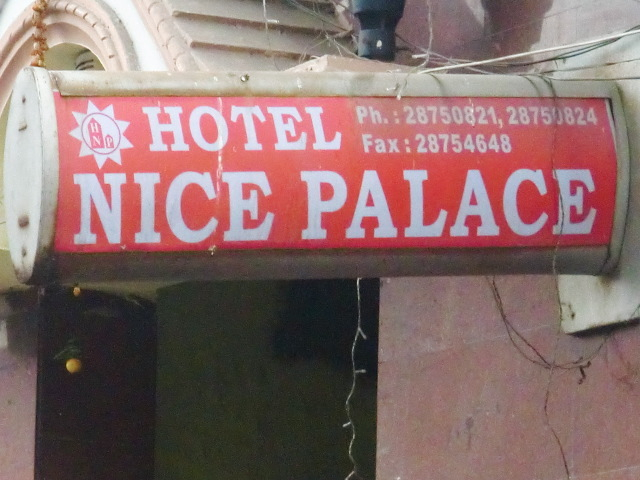 HOTEL
Ph.: 28750821, 28750824
Fax: 28754648
NICE PALACE